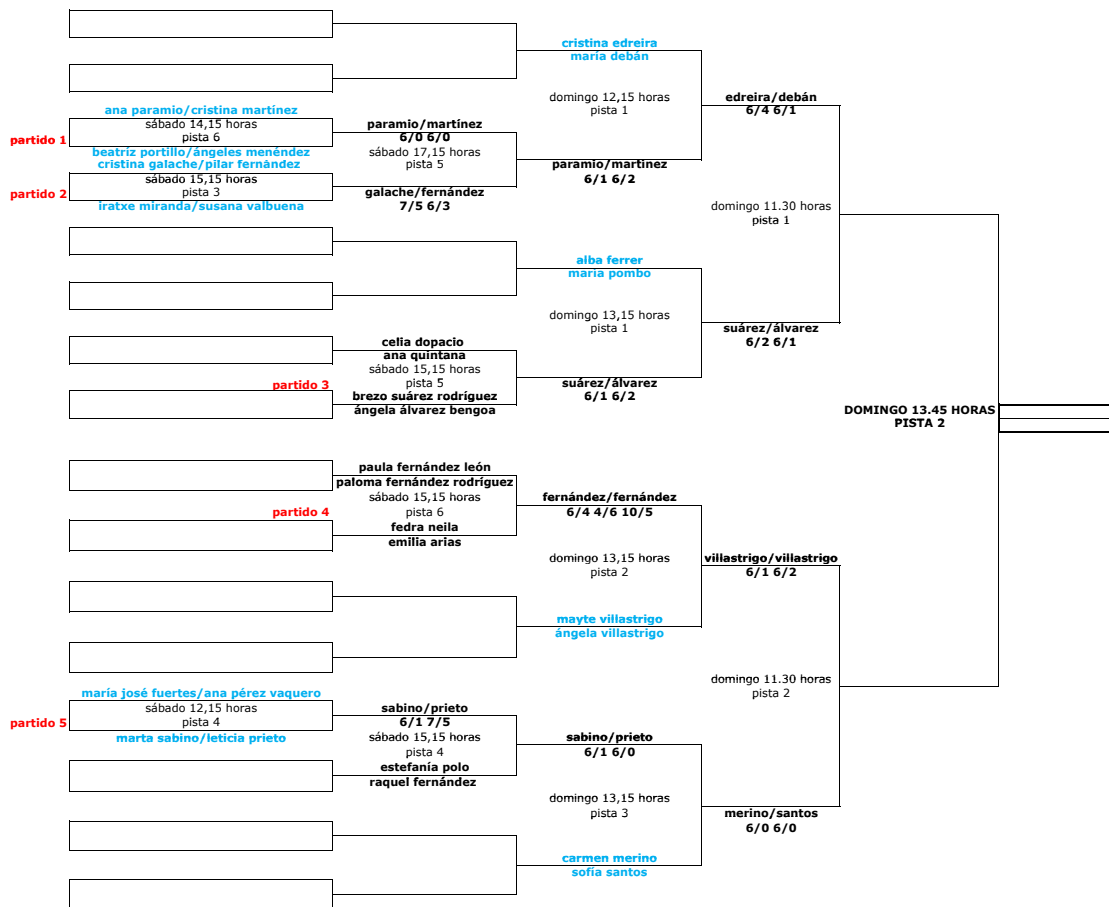 cristina edreira
maría debán
domingo 12,15 horas
pista 1
edreira/debán
6/4 6/1
ana paramio/cristina martínez
partido 1
sábado 14,15 horas
pista 6
beatríz portillo/ángeles menéndez
paramio/martínez
6/0 6/0
sábado 17,15 horas
pista 5
paramio/martínez
6/1 6/2
cristina galache/pilar fernández
partido 2
sábado 15,15 horas
pista 3
iratxe miranda/susana valbuena
galache/fernández
7/5 6/3
domingo 11.30 horas
pista 1
alba ferrer
maría pombo
domingo 13,15 horas
pista 1
suárez/álvarez
6/2 6/1
celia dopacio
ana quintana
sábado 15,15 horas
pista 5
partido 3
brezo suárez rodríguez
ángela álvarez bengoa
suárez/álvarez
6/1 6/2
DOMINGO 13.45 HORAS
PISTA 2
paula fernández león
paloma fernández rodríguez
sábado 15,15 horas
pista 6
partido 4
fedra neila
emilia arias
fernández/fernández
6/4 4/6 10/5
domingo 13,15 horas
pista 2
villastrigo/villastrigo
6/1 6/2
mayte villastrigo
ángela villastrigo
domingo 11.30 horas
pista 2
maría josé fuertes/ana pérez vaquero
partido 5
sábado 12,15 horas
pista 4
marta sabino/leticia prieto
sabino/prieto
6/1 7/5
sábado 15,15 horas
pista 4
estefanía polo
raquel fernández
sabino/prieto
6/1 6/0
domingo 13,15 horas
pista 3
merino/santos
6/0 6/0
carmen merino
sofía santos